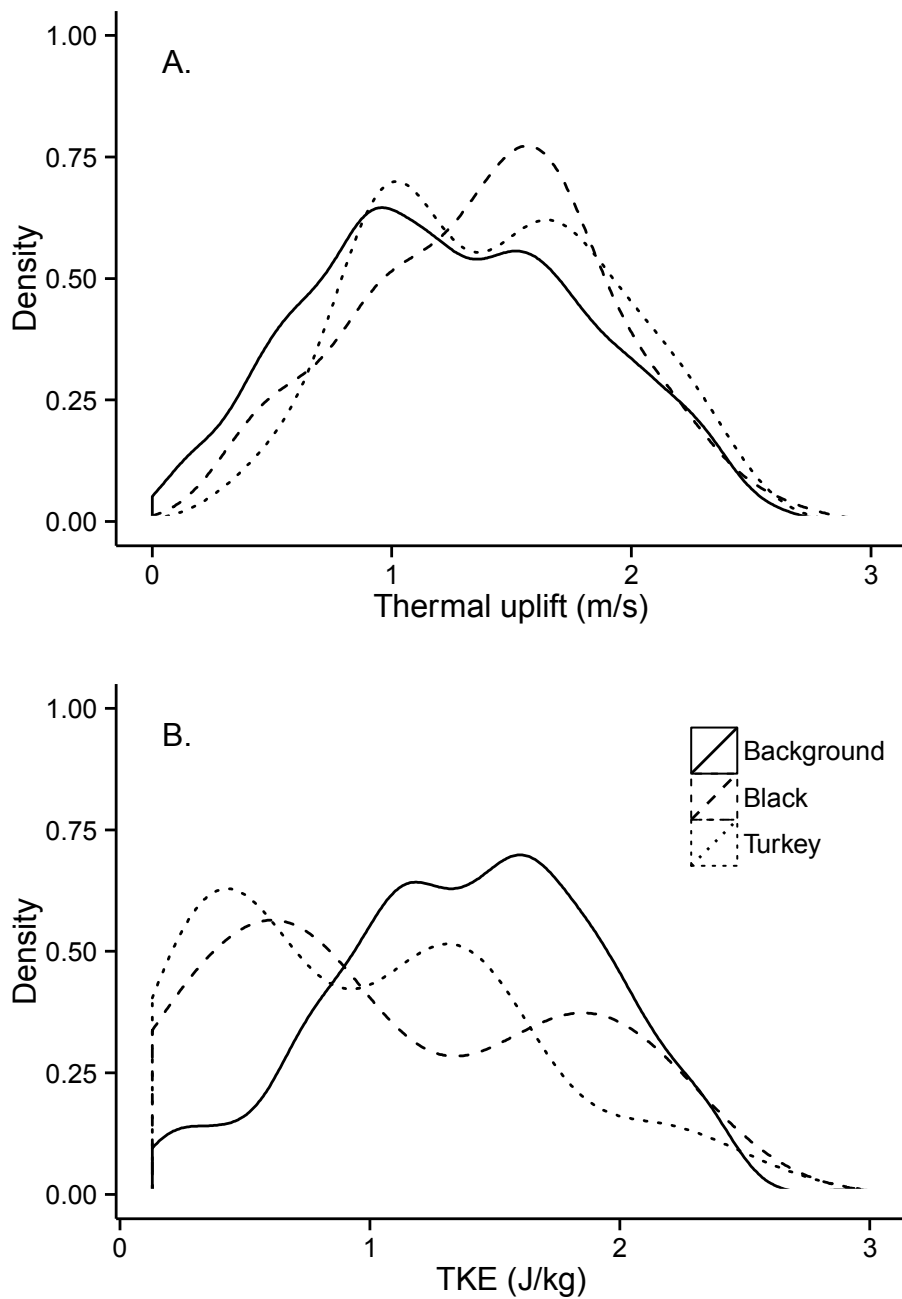 A.
1.00
0.75
0.50
0.25
0.00
Density
0 1 2 3
Thermal uplift (m/s)
B.
1.00
0.75
0.50
0.25
0.00
Density
Background
Black
Turkey
0 1 2 3
TKE (J/kg)